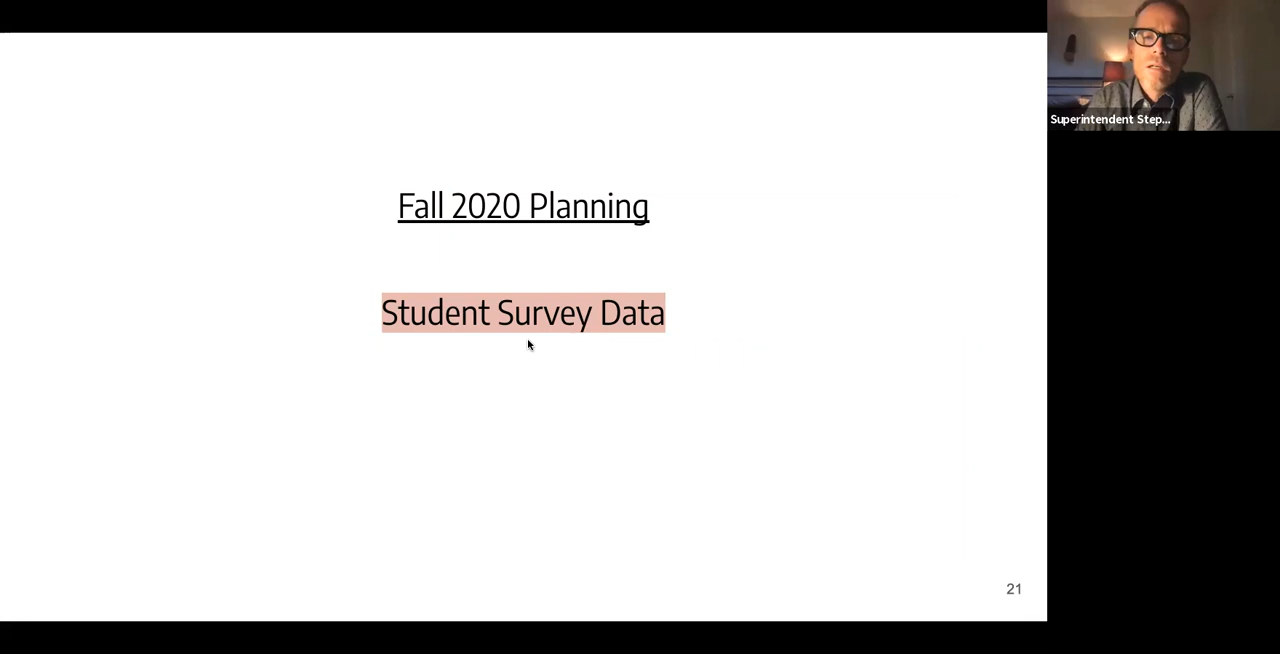 Fall 2020 Planning
Student Survey Data
21
Superintendent Step...